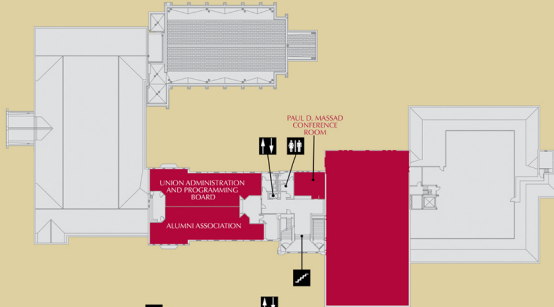 PAUL D. MASSAD
CONFERENCE
ROOM
UNION ADMINISTRATION
AND PROGRAMMING
BOARD
ALUMNI ASSOCIATION